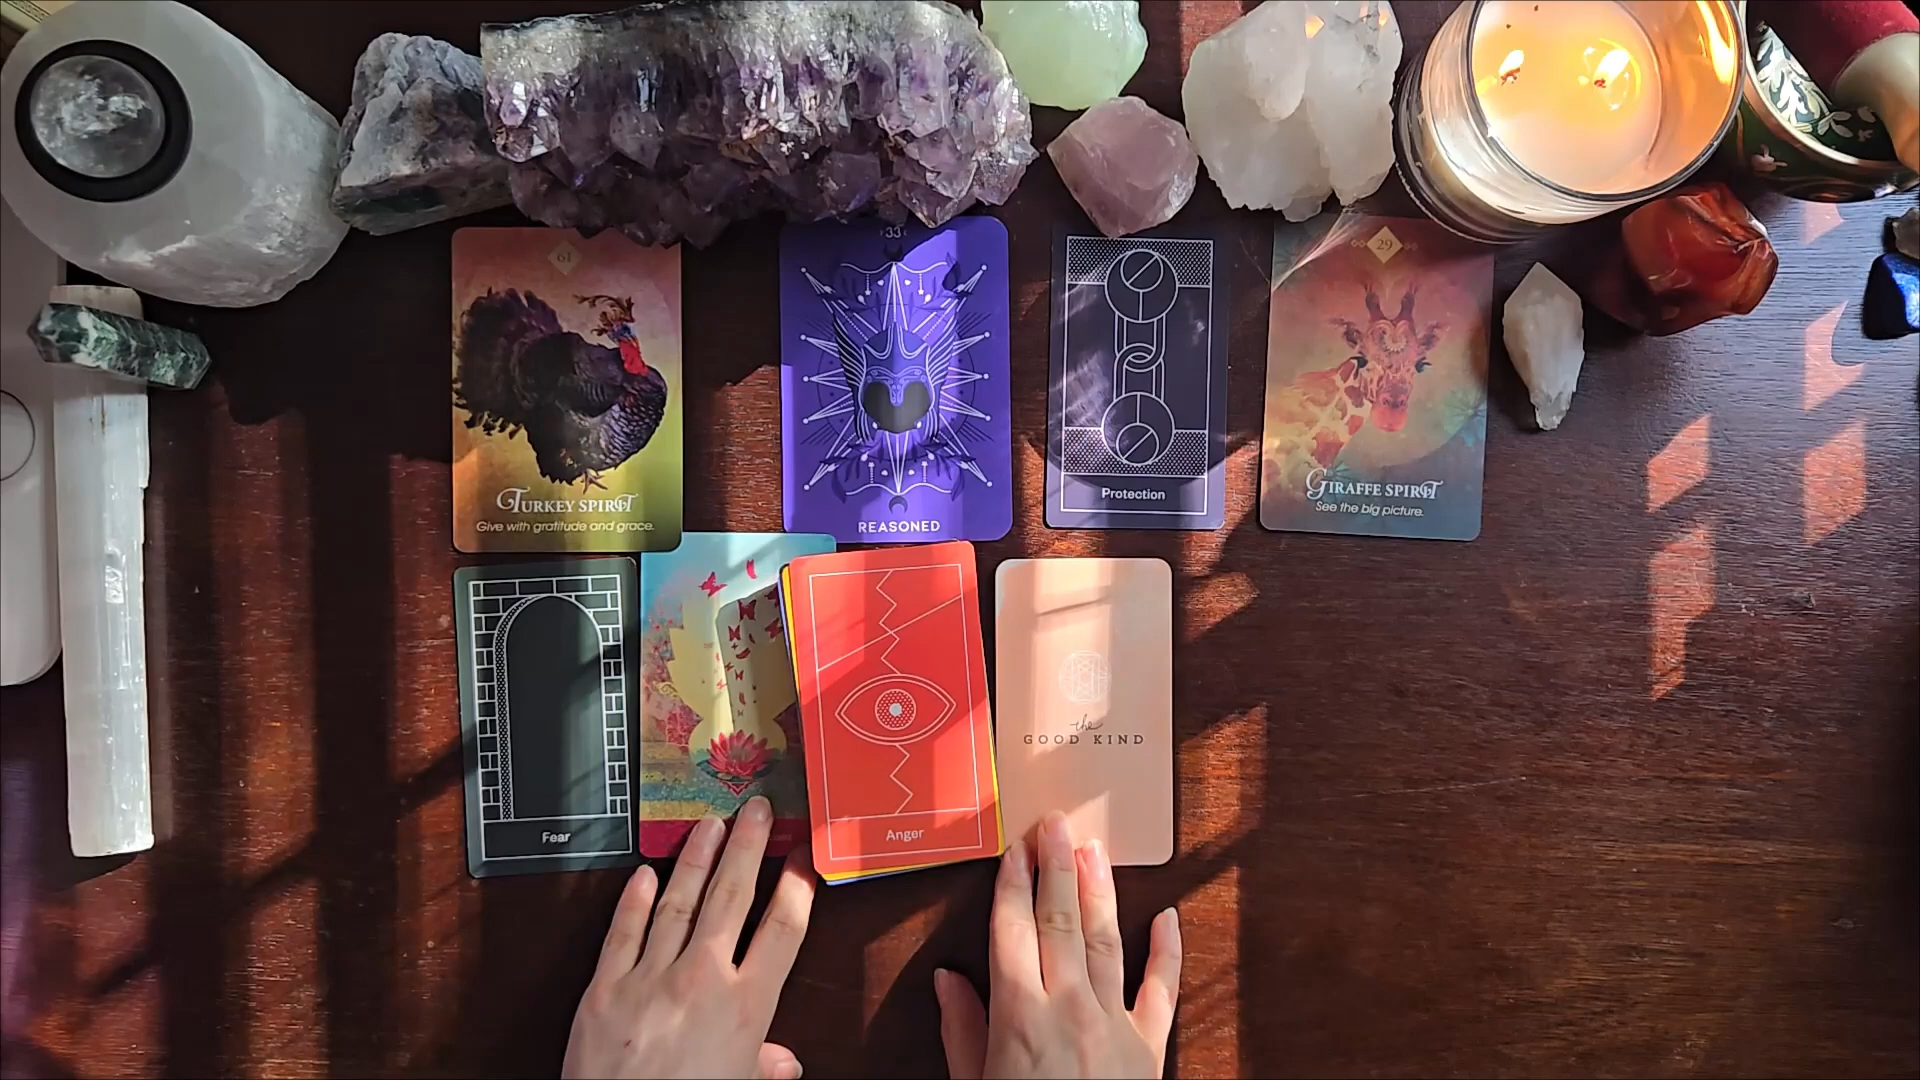 61
TURKEY SPIRIT
Give with gratitude and grace.
33
REASONED
Protection
29
GIRAFFE SPIRIT
See the big picture.
Fear
Anger
the
GOOD KIND